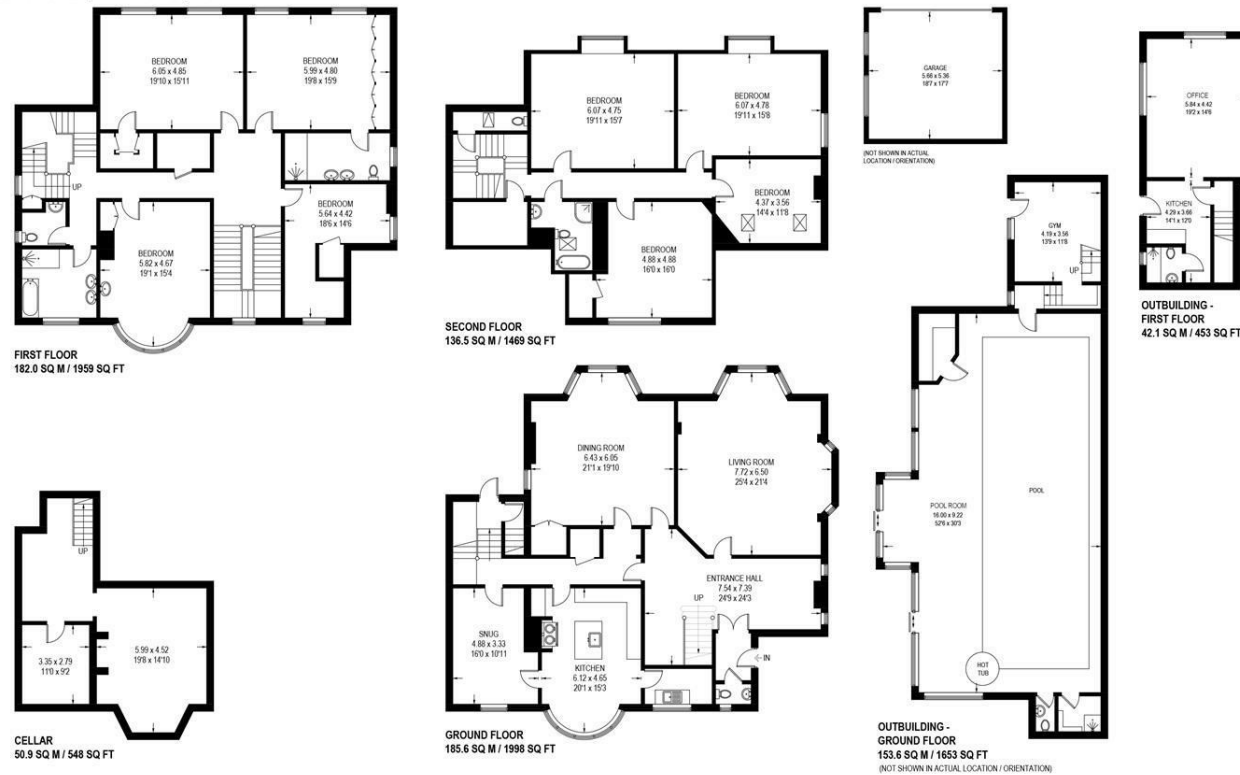 BEDROOM
6.05 x 4.85
19'10 x 15'11
BEDROOM
5.99 x 4.80
19'8 x 15'9
UP
BEDROOM
5.64 x 4.42
18'6 x 14'6
BEDROOM
5.82 x 4.67
19'1 x 15'4
FIRST FLOOR
182.0 SQ M / 1959 SQ FT
BEDROOM
6.07 x 4.75
19'11 x 15'7
BEDROOM
6.07 x 4.78
19'11 x 15'8
BEDROOM
4.37 x 3.56
14'4 x 11'8
BEDROOM
4.88 x 4.88
16'0 x 16'0
SECOND FLOOR
136.5 SQ M / 1469 SQ FT
GARAGE
5.66 x 5.36
18'7 x 17'7
(NOT SHOWN IN ACTUAL
LOCATION / ORIENTATION)
OFFICE
5.84 x 4.42
19'2 x 14'6
KITCHEN
4.29 x 3.66
14'1 x 12'0
OUTBUILDING -
FIRST FLOOR
42.1 SQ M / 453 SQ FT
GYM
4.19 x 3.56
13'9 x 11'8
UP
POOL ROOM
16.00 x 9.22
52'6 x 30'3
POOL
HOT
TUB
OUTBUILDING -
GROUND FLOOR
153.6 SQ M / 1653 SQ FT
(NOT SHOWN IN ACTUAL LOCATION / ORIENTATION)
DINING ROOM
6.43 x 6.05
21'1 x 19'10
LIVING ROOM
7.72 x 6.50
25'4 x 21'4
ENTRANCE HALL
7.54 x 7.39
24'9 x 24'3
UP
IN
SNUG
4.88 x 3.33
16'0 x 10'11
KITCHEN
6.12 x 4.65
20'1 x 15'3
GROUND FLOOR
185.6 SQ M / 1998 SQ FT
UP
3.35 x 2.79
11'0 x 9'2
5.99 x 4.52
19'8 x 14'10
CELLAR
50.9 SQ M / 548 SQ FT